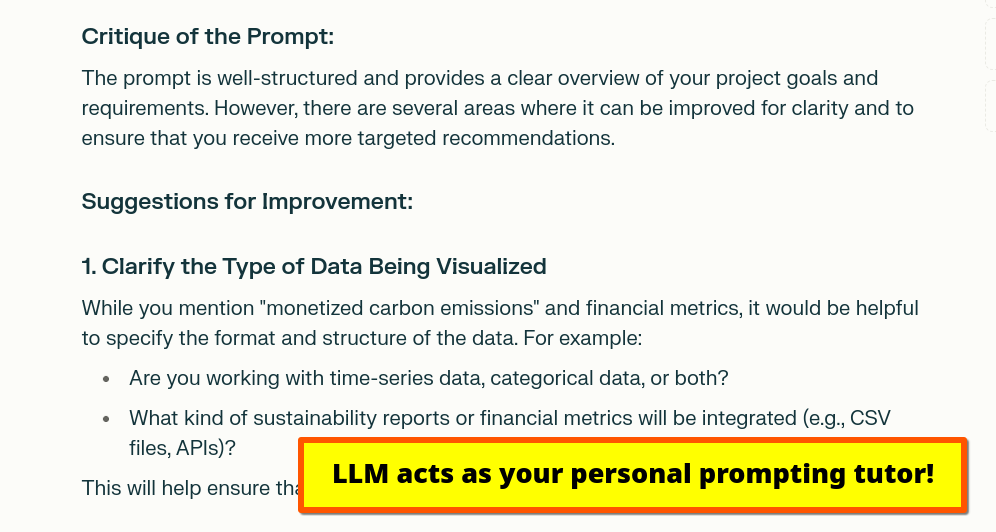 Critique of the Prompt:
The prompt is well-structured and provides a clear overview of your project goals and
requirements. However, there are several areas where it can be improved for clarity and to
ensure that you receive more targeted recommendations.
Suggestions for Improvement:
1. Clarify the Type of Data Being Visualized
While you mention "monetized carbon emissions" and financial metrics, it would be helpful
to specify the format and structure of the data. For example:
• Are you working with time-series data, categorical data, or both?
• What kind of sustainability reports or financial metrics will be integrated (e.g., CSV
files, APIs)?
This will help ensure
LLM acts as your personal prompting tutor!